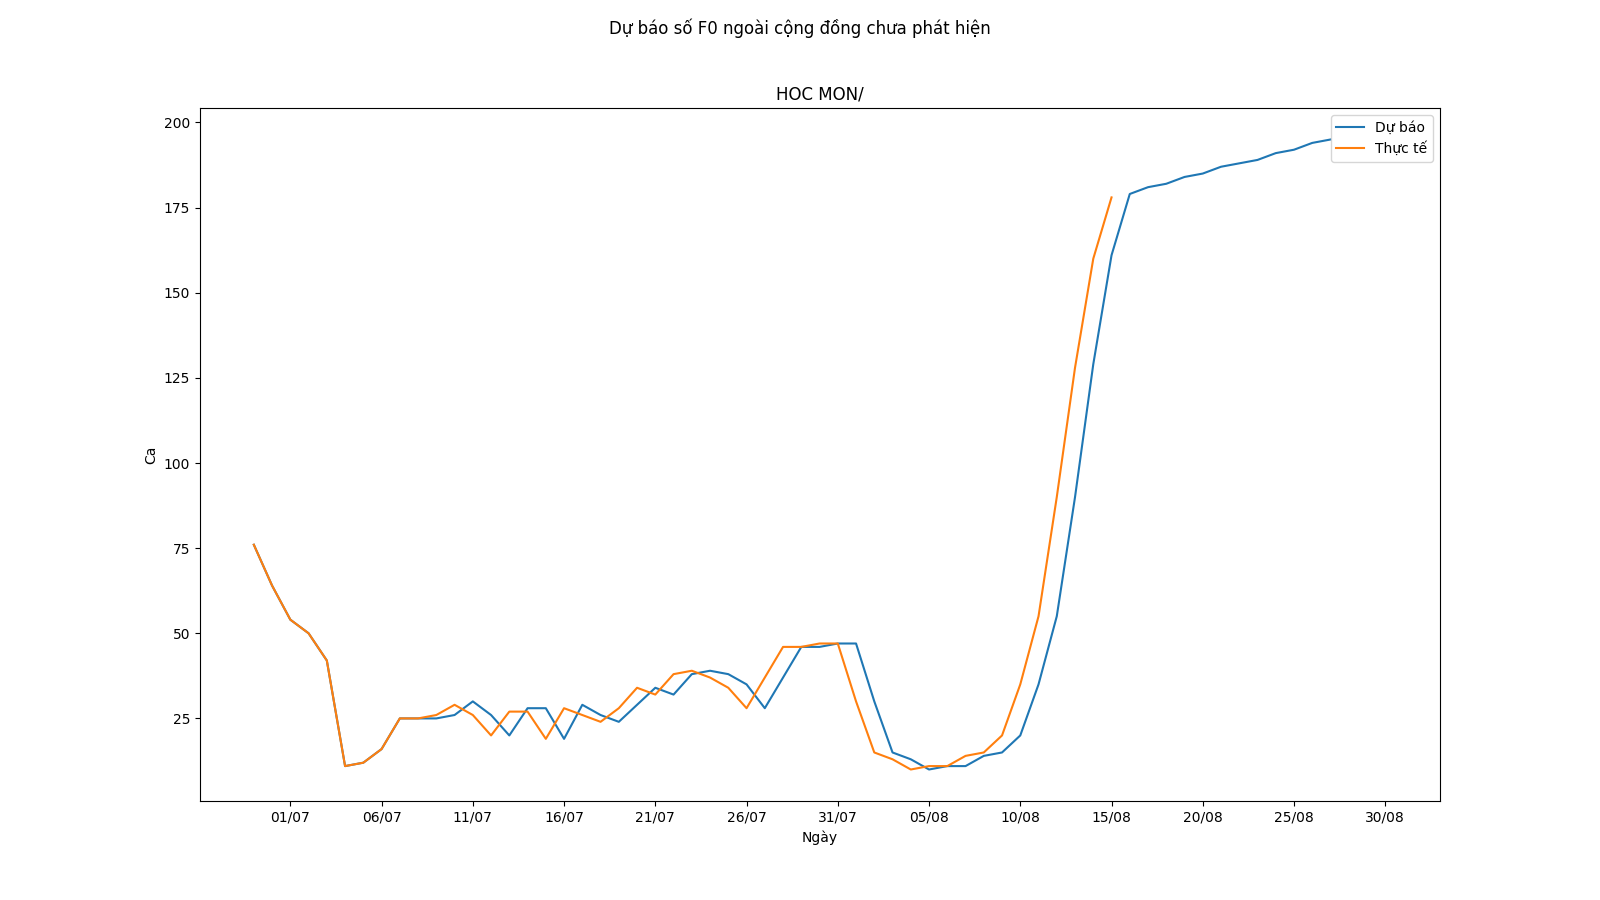 Dự báo số F0 ngoài cộng đồng chưa phát hiện
HOC MON/
200
175
150
125
100
75
50
25
Ca
Dự báo
Thực tế
01/07 06/07 11/07 16/07 21/07 26/07 31/07 05/08 10/08 15/08 20/08 25/08 30/08
Ngày